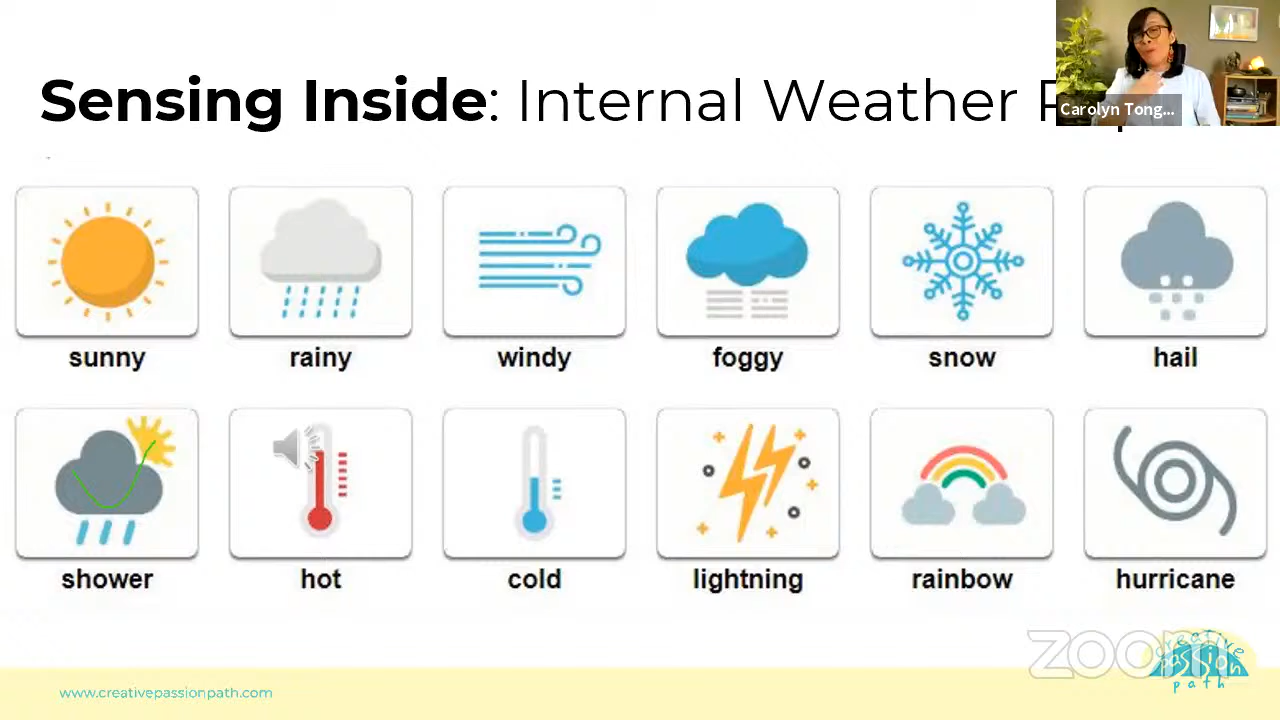 Sensing Inside: Internal Weather
Carolyn Tong...
sunny
rainy
windy
foggy
snow
hail
shower
hot
cold
lightning
rainbow
hurricane
zoom
creative
passion
path
www.creativepassionpath.com